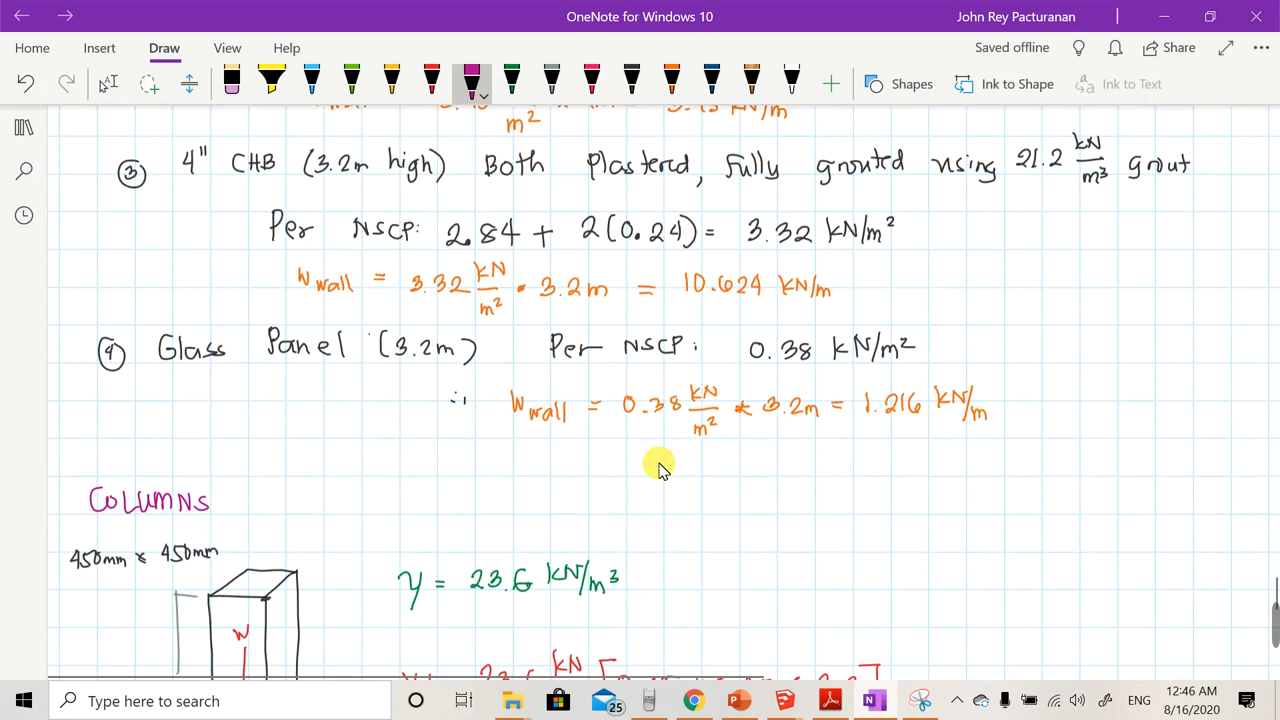 OneNote for Windows 10
John Rey Pacturanan
Home Insert Draw View Help
Saved offline
Share
Shapes
Ink to Shape
Ink to Text
m²
kN/m
③ 4" CHB (3.2m high) Both Plastered, Fully grouted using 21.2 kN/m³ grout
Per NSCP: 2.84 + 2(0.24) = 3.32 kN/m²
W wall = 3.32 kN/m² • 3.2m = 10.624 kN/m
④ Glass Panel (3.2m) Per NSCP: 0.38 kN/m²
∴ W wall = 0.38 kN/m² * 3.2m = 1.216 kN/m
COLUMNS
450mm x 450mm
γ = 23.6 kN/m³
W
kN
Type here to search
25
ENG
12:46 AM
8/16/2020